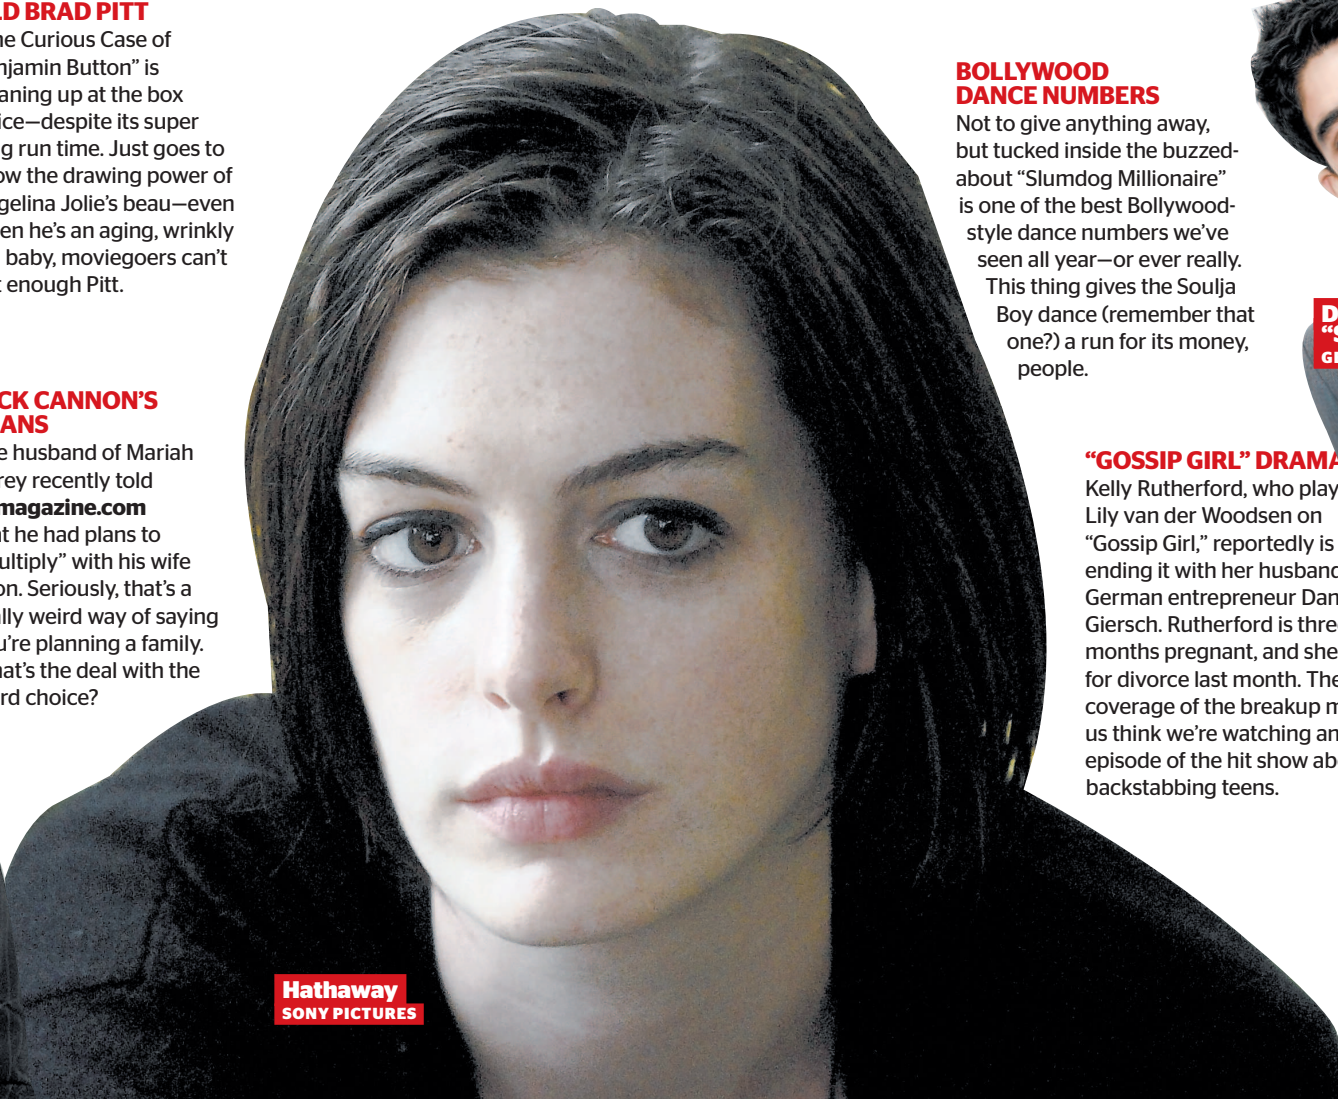 LD BRAD PITT
he Curious Case of
njamin Button” is
aning up at the box
ice—despite its super
g run time. Just goes to
ow the drawing power of
gelina Jolie’s beau—even
en he’s an aging, wrinkly
baby, moviegoers can’t
t enough Pitt.
CK CANNON’S
ANS
e husband of Mariah
rey recently told
magazine.com
at he had plans to
ultiply” with his wife
on. Seriously, that’s a
lly weird way of saying
u’re planning a family.
hat’s the deal with the
rd choice?
Hathaway
SONY PICTURES
BOLLYWOOD
DANCE NUMBERS
Not to give anything away,
but tucked inside the buzzed-
about “Slumdog Millionaire”
is one of the best Bollywood-
style dance numbers we’ve
seen all year—or ever really.
This thing gives the Soulja
Boy dance (remember that
one?) a run for its money,
people.
D
“S
GE
“GOSSIP GIRL” DRAMA
Kelly Rutherford, who play
Lily van der Woodsen on
“Gossip Girl,” reportedly is
ending it with her husband
German entrepreneur Dan
Giersch. Rutherford is three
months pregnant, and she
for divorce last month. The
coverage of the breakup m
us think we’re watching an
episode of the hit show abo
backstabbing teens.